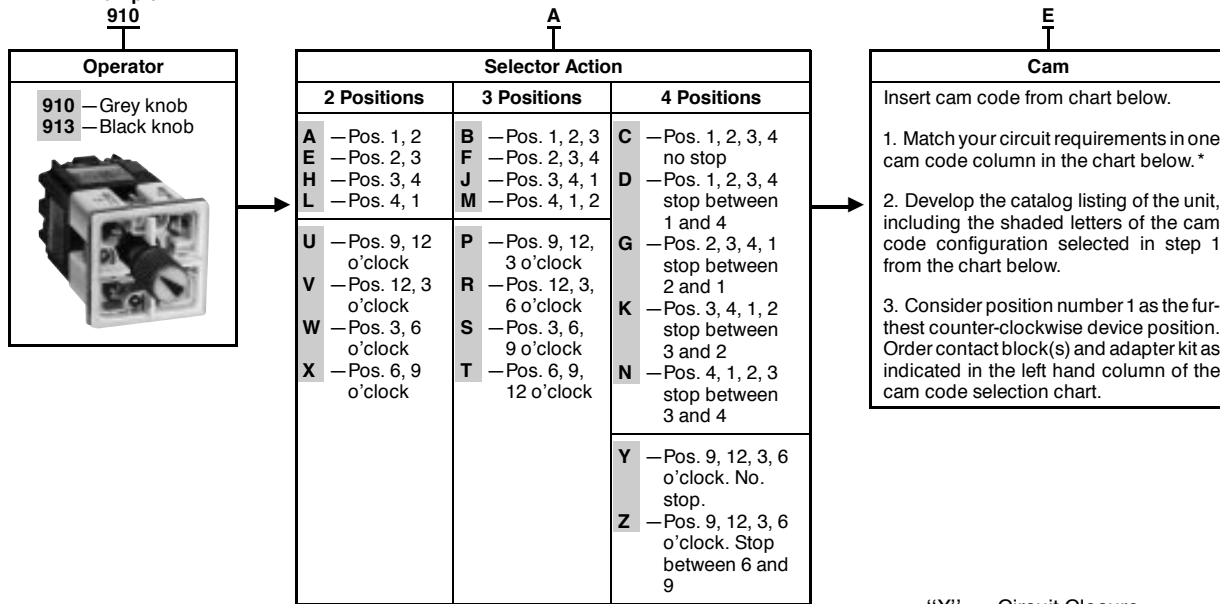 910
A
E
Operator
910 —Grey knob
913 —Black knob
Selector Action
2 Positions
A —Pos. 1, 2
E —Pos. 2, 3
H —Pos. 3, 4
L —Pos. 4, 1
U —Pos. 9, 12
o'clock
V —Pos. 12, 3
o'clock
W —Pos. 3, 6
o'clock
X —Pos. 6, 9
o'clock
3 Positions
B —Pos. 1, 2, 3
F —Pos. 2, 3, 4
J —Pos. 3, 4, 1
M —Pos. 4, 1, 2
P —Pos. 9, 12,
3 o'clock
R —Pos. 12, 3,
6 o'clock
S —Pos. 3, 6,
9 o'clock
T —Pos. 6, 9,
12 o'clock
4 Positions
C —Pos. 1, 2, 3, 4
no stop
D —Pos. 1, 2, 3, 4
stop between
1 and 4
G —Pos. 2, 3, 4, 1
stop between
2 and 1
K —Pos. 3, 4, 1, 2
stop between
3 and 2
N —Pos. 4, 1, 2, 3
stop between
3 and 4
Y —Pos. 9, 12, 3, 6
o'clock. No.
stop.
Z —Pos. 9, 12, 3, 6
o'clock. Stop
between 6 and
9
Cam
Insert cam code from chart below.
1. Match your circuit requirements in one
cam code column in the chart below. *
2. Develop the catalog listing of the unit,
including the shaded letters of the cam
code configuration selected in step 1
from the chart below.
3. Consider position number 1 as the fur-
thest counter-clockwise device position.
Order contact block(s) and adapter kit as
indicated in the left hand column of the
cam code selection chart.